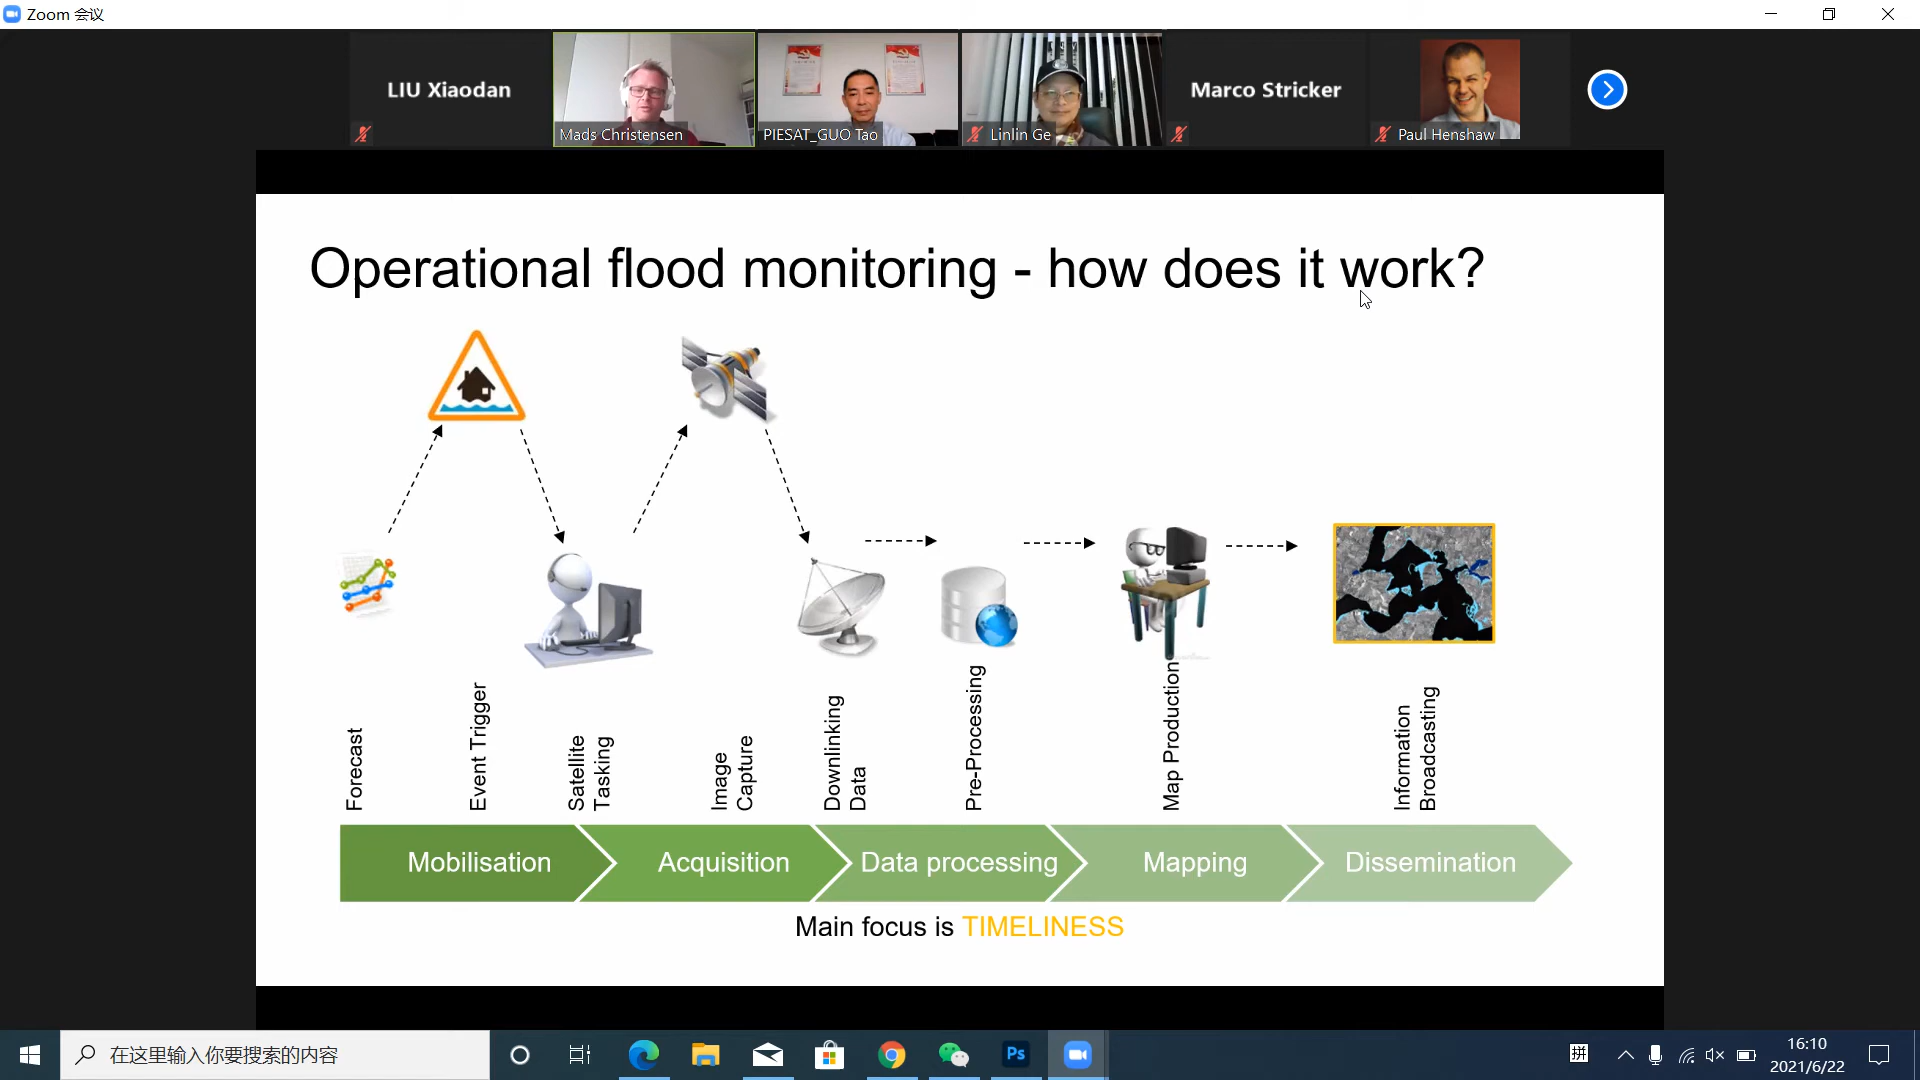 Zoom 会议
LIU Xiaodan
Mads Christensen
PIESAT_GUO Tao
Linlin Ge
Marco Stricker
Paul Henshaw
Operational flood monitoring - how does it work?
Forecast
Event Trigger
Satellite
Tasking
Image
Capture
Downlinking
Data
Pre-Processing
Map Production
Information
Broadcasting
Mobilisation
Acquisition
Data processing
Mapping
Dissemination
Main focus is TIMELINESS
在这里输入你要搜索的内容
Ps
拼
16:10
2021/6/22